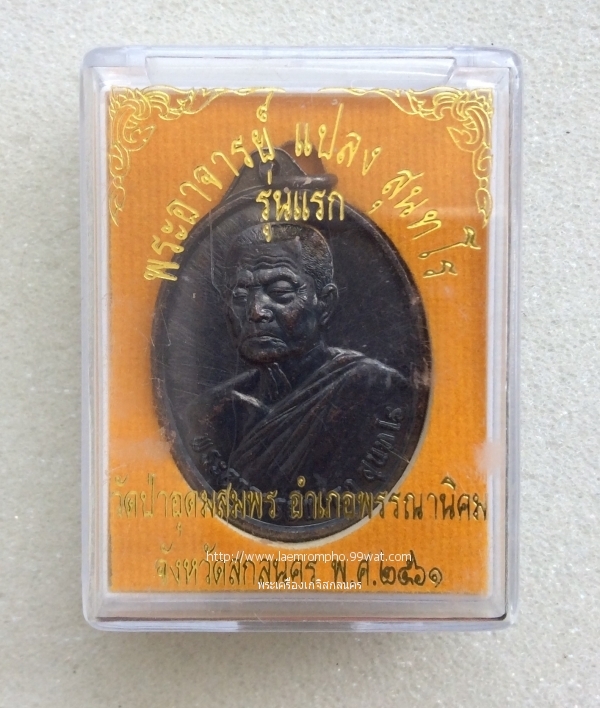 พระอาจารย์ แปลง สุนทโร
รุ่นแรก
วัดป่าอุดมสมพร อำเภอพรรณานิคม
http://www.laemrompho.99wat.com
จังหวัดสกลนคร พ.ศ.๒๕๖๑
พระเครื่องเกจิสกลนคร